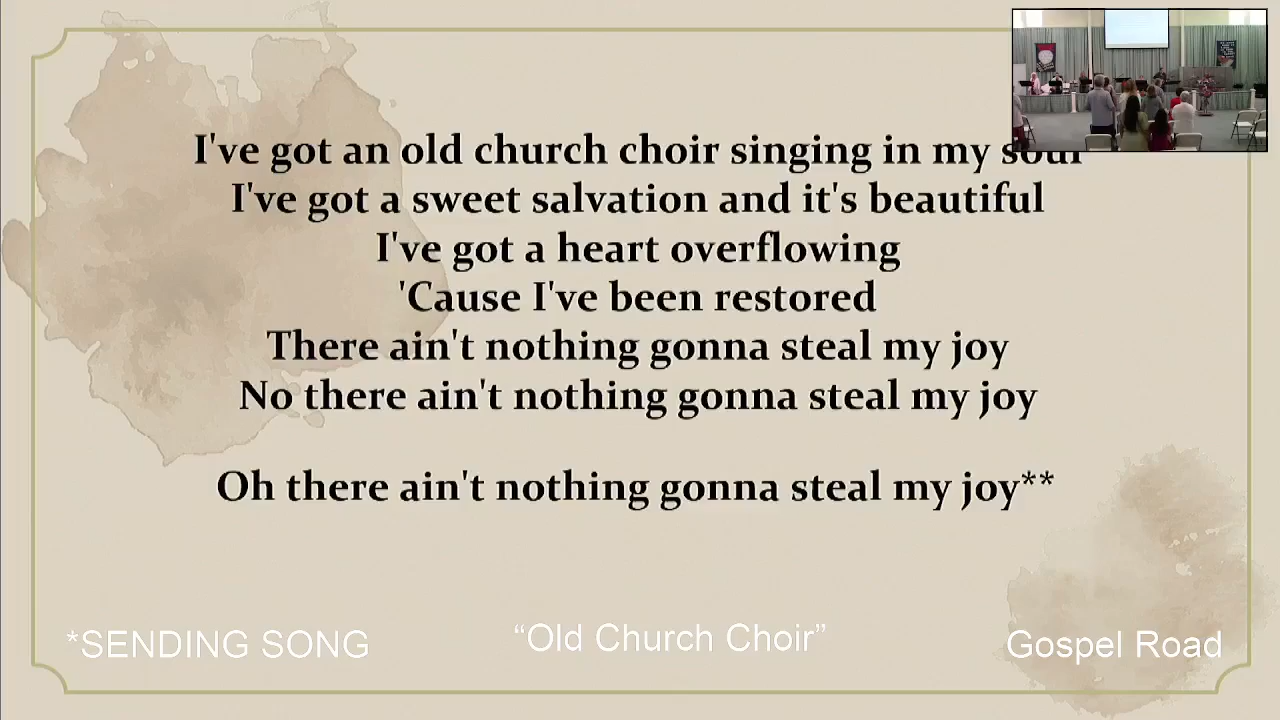 I've got an old church choir singing in my soul
I've got a sweet salvation and it's beautiful
I've got a heart overflowing
'Cause I've been restored
There ain't nothing gonna steal my joy
No there ain't nothing gonna steal my joy
Oh there ain't nothing gonna steal my joy**
*SENDING SONG
“Old Church Choir”
Gospel Road